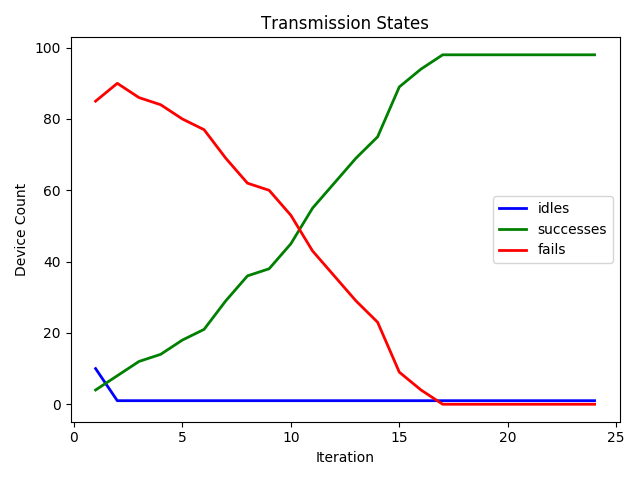 Transmission States
100
80
60
40
20
0
Device Count
idles
successes
fails
0 5 10 15 20 25
Iteration